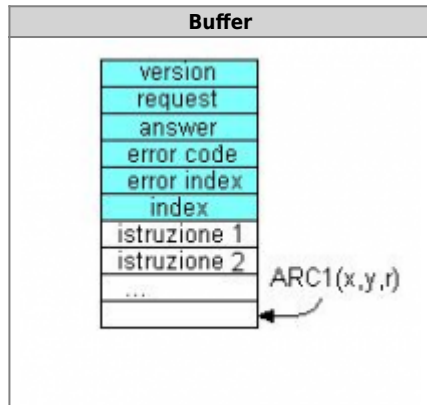 Buffer
version
request
answer
error code
error index
index
istruzione 1
istruzione 2
...
ARC1(x,y,r)